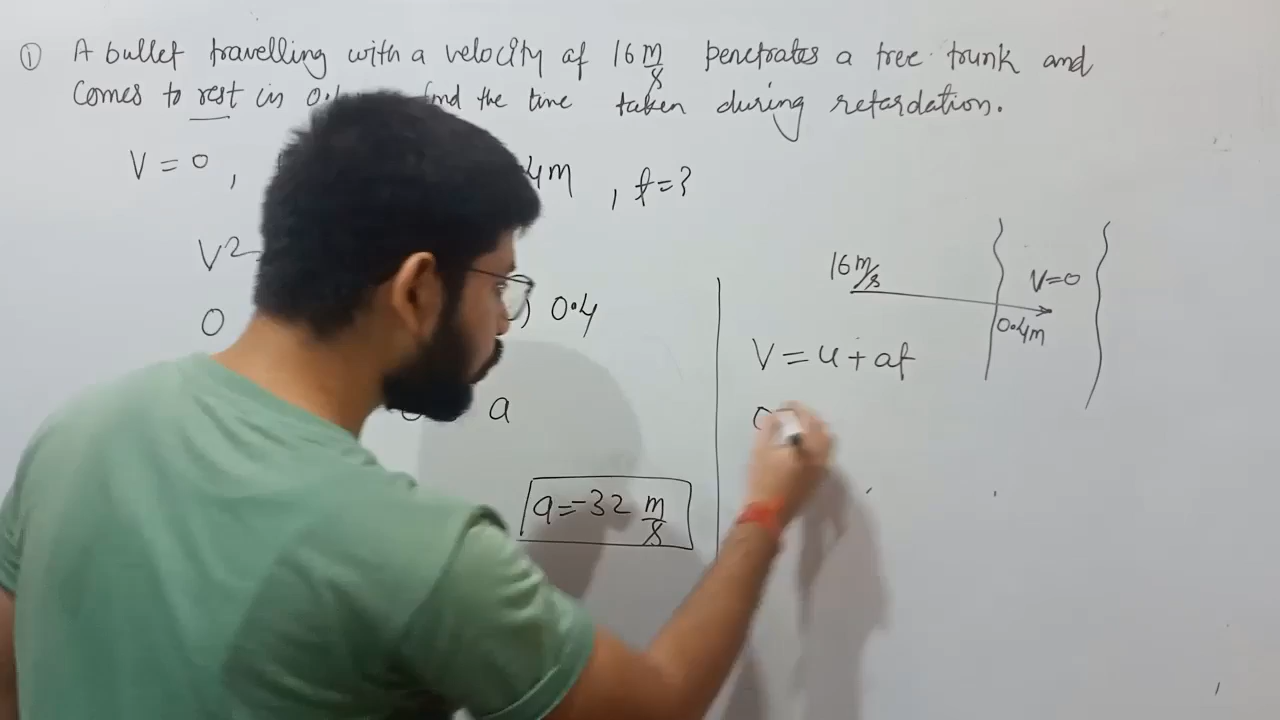 ① A bullet travelling with a velocity of 16 m/s penetrates a tree trunk and
comes to rest in 0. find the time taken during retardation.
V = 0 , 4m , t = ?
V²
0 ) 0.4
a
a = -32 m/s
16 m/s
V = 0
0.4m
V = u + at
0